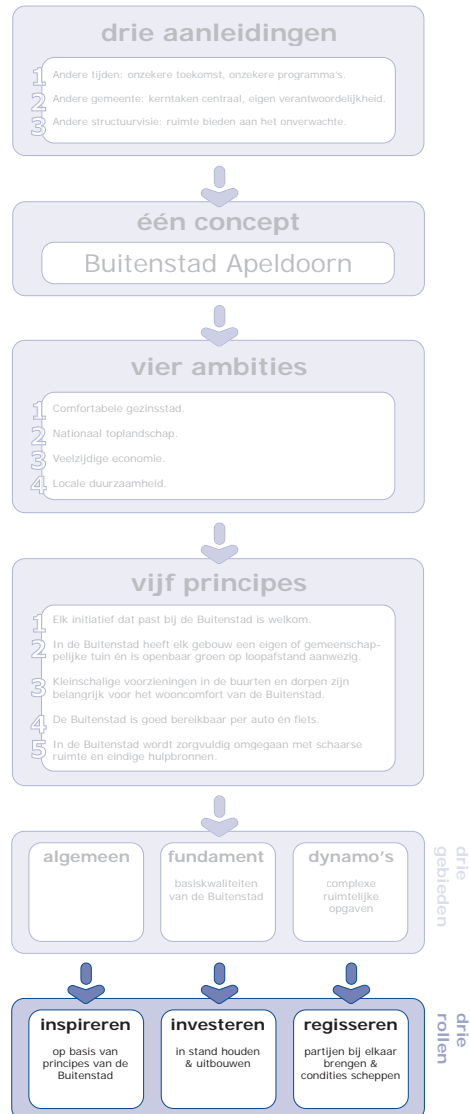 drie aanleidingen
1 Andere tijden: onzekere toekomst, onzekere programma's.
2 Andere gemeente: kerntaken centraal, eigen verantwoordelijkheid.
3 Andere structuurvisie: ruimte bieden aan het onverwachte.
één concept
Buitenstad Apeldoorn
vier ambities
1 Comfortabele gezinsstad.
2 Nationaal toplandschap.
3 Veelzijdige economie.
4 Locale duurzaamheid.
vijf principes
1 Elk initiatief dat past bij de Buitenstad is welkom.
2 In de Buitenstad heeft elk gebouw een eigen of gemeenschap-
pelijke tuin én is openbaar groen op loopafstand aanwezig.
3 Kleinschalige voorzieningen in de buurten en dorpen zijn
belangrijk voor het wooncomfort van de Buitenstad.
4 De Buitenstad is goed bereikbaar per auto én fiets.
5 In de Buitenstad wordt zorgvuldig omgegaan met schaarse
ruimte en eindige hulpbronnen.
algemeen
fundament
basiskwaliteiten
van de Buitenstad
dynamo's
complexe
ruimtelijke
opgaven
drie
gebieden
inspireren
op basis van
principes van de
Buitenstad
investeren
in stand houden
& uitbouwen
regisseren
partijen bij elkaar
brengen &
condities scheppen
drie
rollen